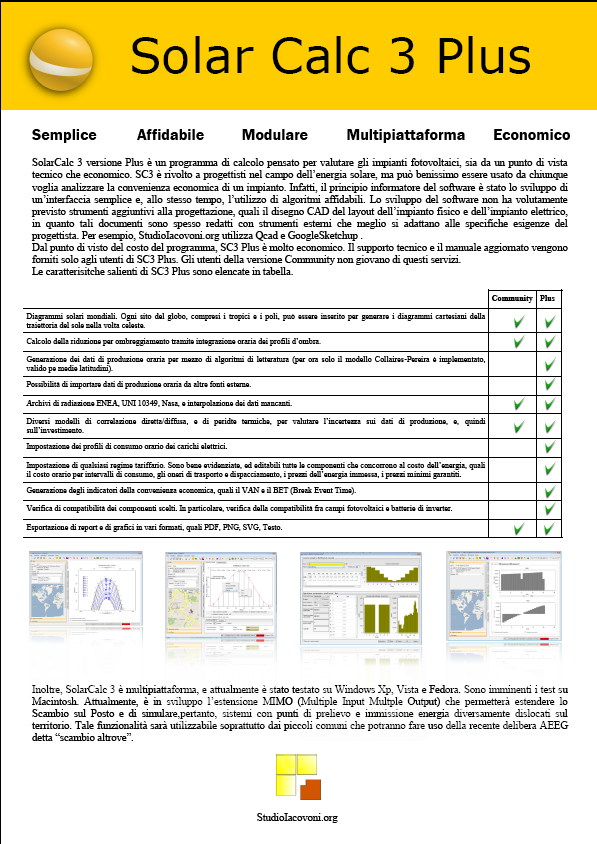 Solar Calc 3 Plus
Semplice Affidabile Modulare Multipiattaforma Economico
SolarCalc 3 versione Plus è un programma di calcolo pensato per valutare gli impianti fotovoltaici, sia da un punto di vista
tecnico che economico. SC3 è rivolto a progettisti nel campo dell'energia solare, ma può benissimo essere usato da chiunque
voglia analizzare la convenienza economica di un impianto. Infatti, il principio informatore del software è stato lo sviluppo di
un'interfaccia semplice e, allo stesso tempo, l'utilizzo di algoritmi affidabili. Lo sviluppo del software non ha volutamente
previsto strumenti aggiuntivi alla progettazione, quali il disegno CAD del layout dell'impianto fisico e dell'impianto elettrico,
in quanto tali documenti sono spesso redatti con strumenti esterni che meglio si adattano alle specifiche esigenze del
progettista. Per esempio, StudioIacovoni.org utilizza Qcad e GoogleSketchup .
Dal punto di visto del costo del programma, SC3 Plus è molto economico. Il supporto tecnico e il manuale aggiornato vengono
forniti solo agli utenti di SC3 Plus. Gli utenti della versione Community non giovano di questi servizi.
Le caratterisitche salienti di SC3 Plus sono elencate in tabella.
Community Plus
Diagrammi solari mondiali. Ogni sito del globo, compresi i tropici e i poli, può essere inserito per generare i diagrammi cartesiani della
traiettoria del sole nella volta celeste.
Calcolo della riduzione per ombreggiamento tramite integrazione oraria dei profili d'ombra.
Generazione dei dati di produzione oraria per mezzo di algoritmi di letteratura (per ora solo il modello Collaires-Pereira è implementato,
valido pe medie latitudini).
Possibilità di importare dati di produzione oraria da altre fonti esterne.
Archivi di radiazione ENEA, UNI 10349, Nasa, e interpolazione dei dati mancanti.
Diversi modelli di correlazione diretta/diffusa, e di peridte termiche, per valutare l'incertezza sui dati di produzione, e, quindi
sull'investimento.
Impostazione dei profili di consumo orario dei carichi elettrici.
Impostazione di qualsiasi regime tariffario. Sono bene evidenziate, ed editabili tutte le componenti che concorrono al costo dell'energia, quali
il costo orario per intervalli di consumo, gli oneri di trasporto e dispacciamento, i prezzi dell'energia immessa, i prezzi minimi garantiti.
Generazione degli indicatori della convenienza economica, quali il VAN e il BET (Break Event Time).
Verifica di compatibilità dei componenti scelti. In particolare, verifica della compatibilità fra campi fotovoltaici e batterie di inverter.
Esportazione di report e di grafici in vari formati, quali PDF, PNG, SVG, Testo.
Inoltre, SolarCalc 3 è multipiattaforma, e attualmente è stato testato su Windows Xp, Vista e Fedora. Sono imminenti i test su
Macintosh. Attualmente, è in sviluppo l'estensione MIMO (Multiple Input Multple Output) che permetterà estendere lo
Scambio sul Posto e di simulare,pertanto, sistemi con punti di prelievo e immissione energia diversamente dislocati sul
territorio. Tale funzionalità sarà utilizzabile soprattutto dai piccoli comuni che potranno fare uso della recente delibera AEEG
detta "scambio altrove".
StudioIacovoni.org